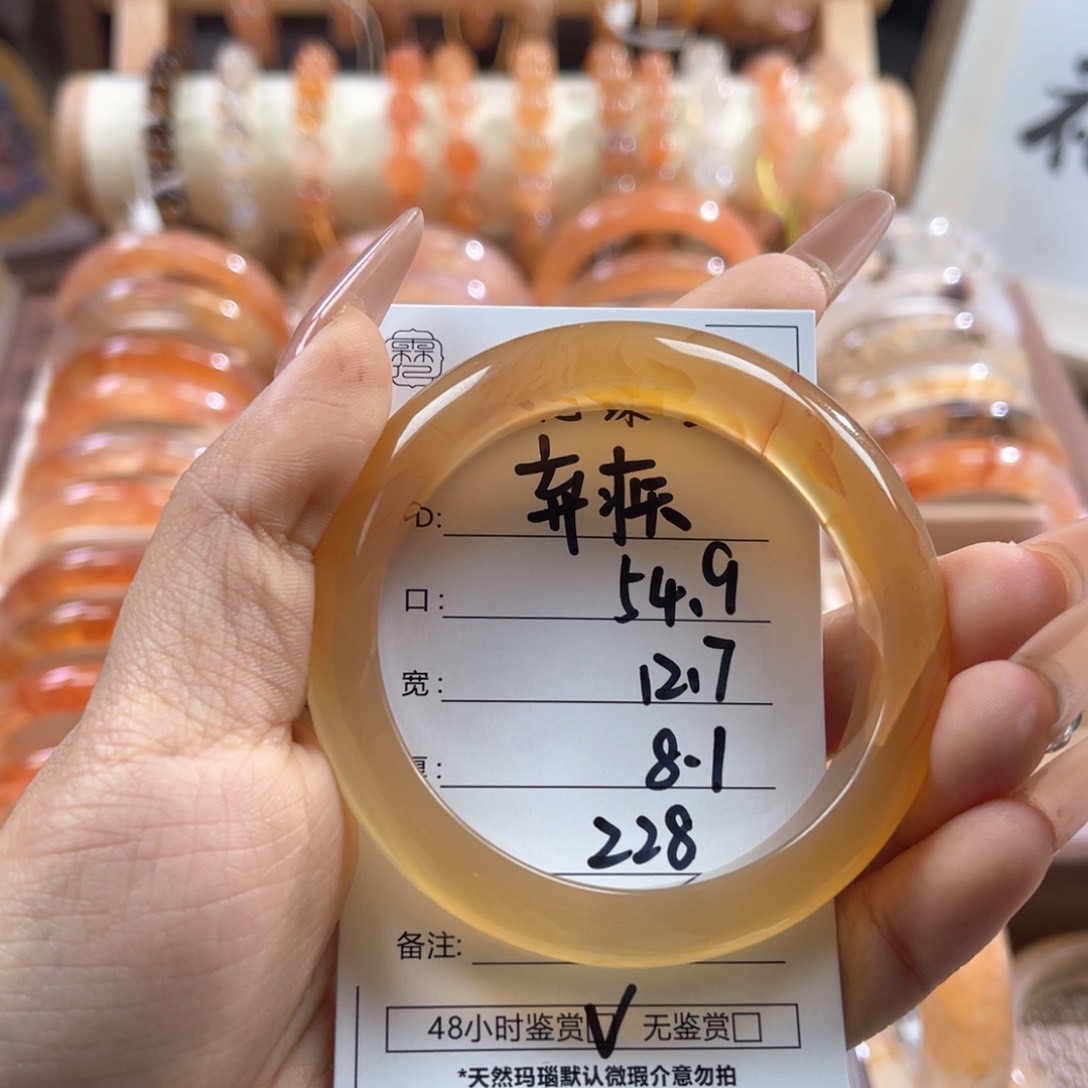 D: 弃疾
口: 54.9
宽: 12.7
: 8.1
228
备注:
48小时鉴赏 V 无鉴赏
*天然玛瑙默认微瑕介意勿拍